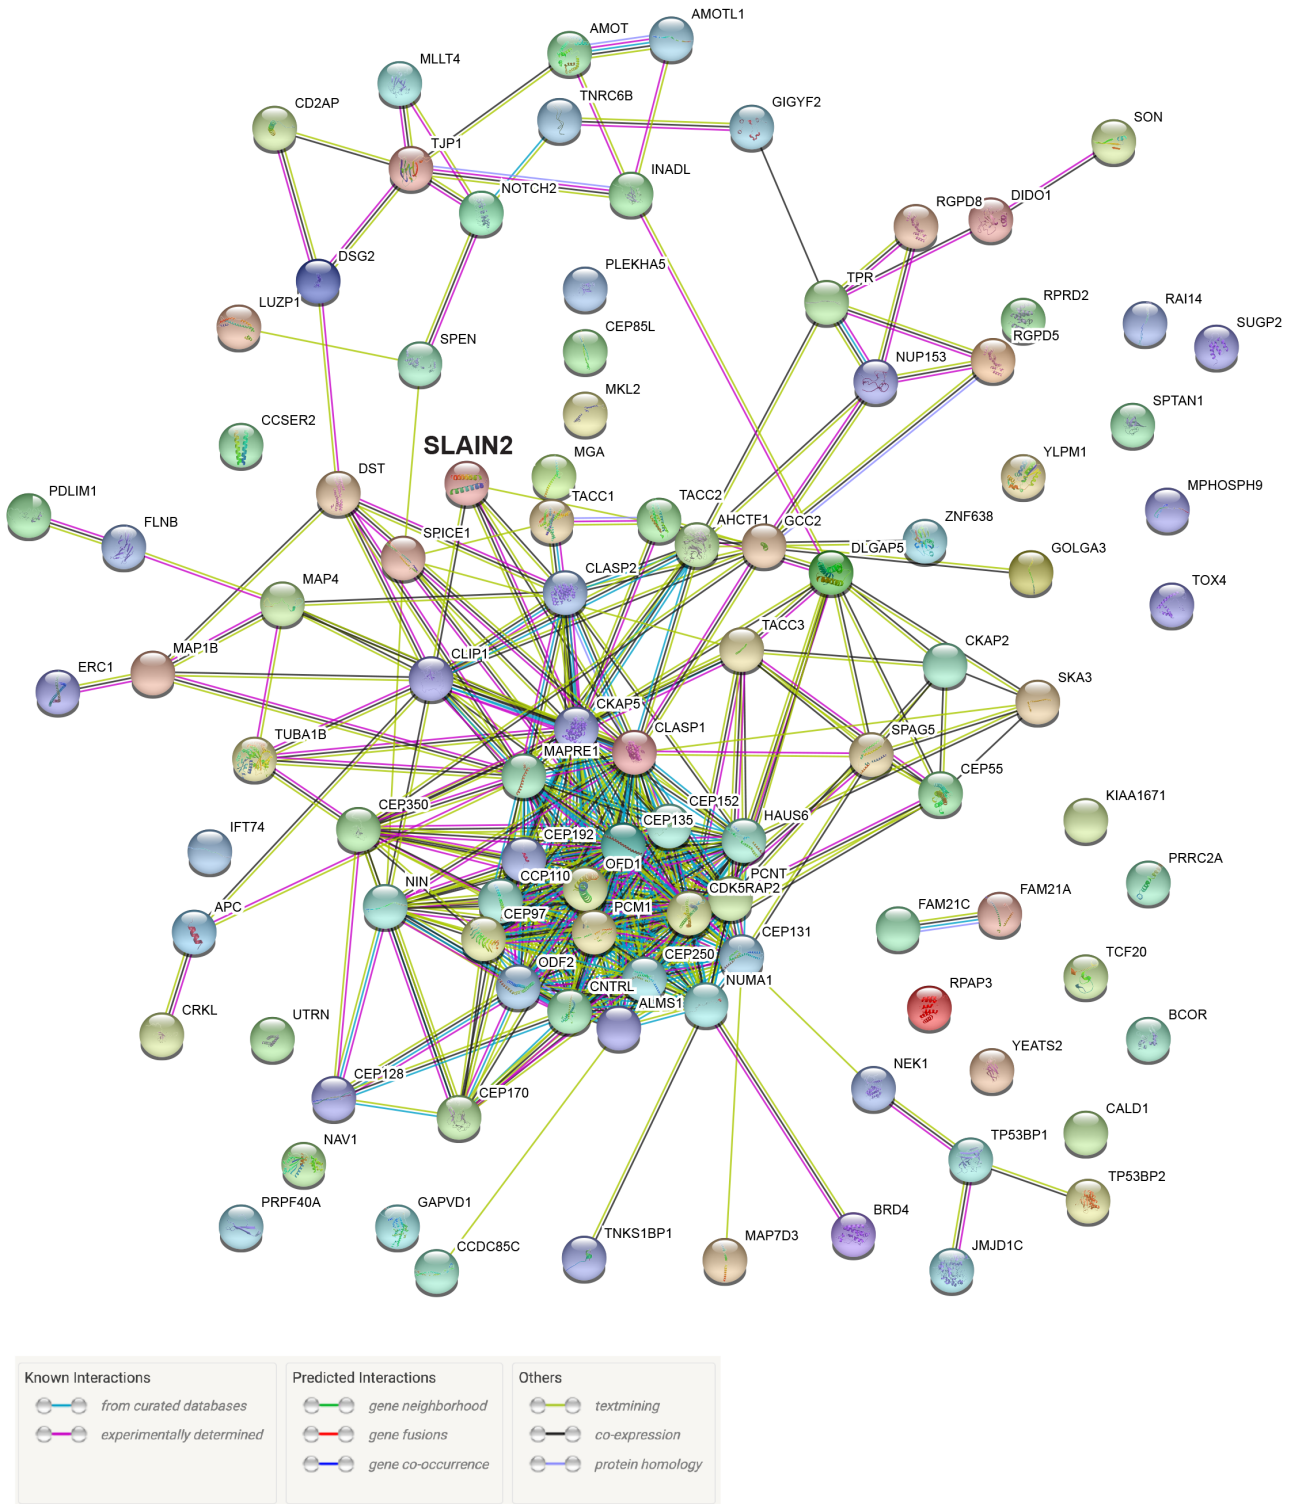 AMOTL1
AMOT
MLLT4
TNRC6B
GIGYF2
CD2AP
SON
TJP1
INADL
NOTCH2
RGPD8
DIDO1
DSG2
PLEKHA5
TPR
LUZP1
RPRD2
RAI14
SUGP2
CEP85L
RGPD5
SPEN
NUP153
MKL2
SPTAN1
CCSER2
SLAIN2
MGA
YLPM1
DST
PDLIM1
TACC1
TACC2
MPHOSPH9
FLNB
SPICE1
AHCTF1
GCC2
ZNF638
DLGAP5
GOLGA3
CLASP2
MAP4
TOX4
TACC3
CKAP2
MAP1B
CLIP1
ERC1
SKA3
CKAP5
CLASP1
TUBA1B
MAPRE1
SPAG5
CEP55
CEP350
CEP152
HAUS6
KIAA1671
CEP135
IFT74
CEP192
OFD1
PRRC2A
CCP110
PCNT
NIN
CDK5RAP2
FAM21C
FAM21A
APC
CEP97
PCM1
CEP131
ODF2
CEP250
TCF20
NUMA1
RPAP3
CNTRL
ALMS1
CRKL
UTRN
BCOR
YEATS2
CEP128
NEK1
CEP170
CALD1
NAV1
TP53BP1
TP53BP2
PRPF40A
GAPVD1
TNKS1BP1
MAP7D3
BRD4
CCDC85C
JMJD1C
Known Interactions
from curated databases
experimentally determined
Predicted Interactions
gene neighborhood
gene fusions
gene co-occurrence
Others
textmining
co-expression
protein homology